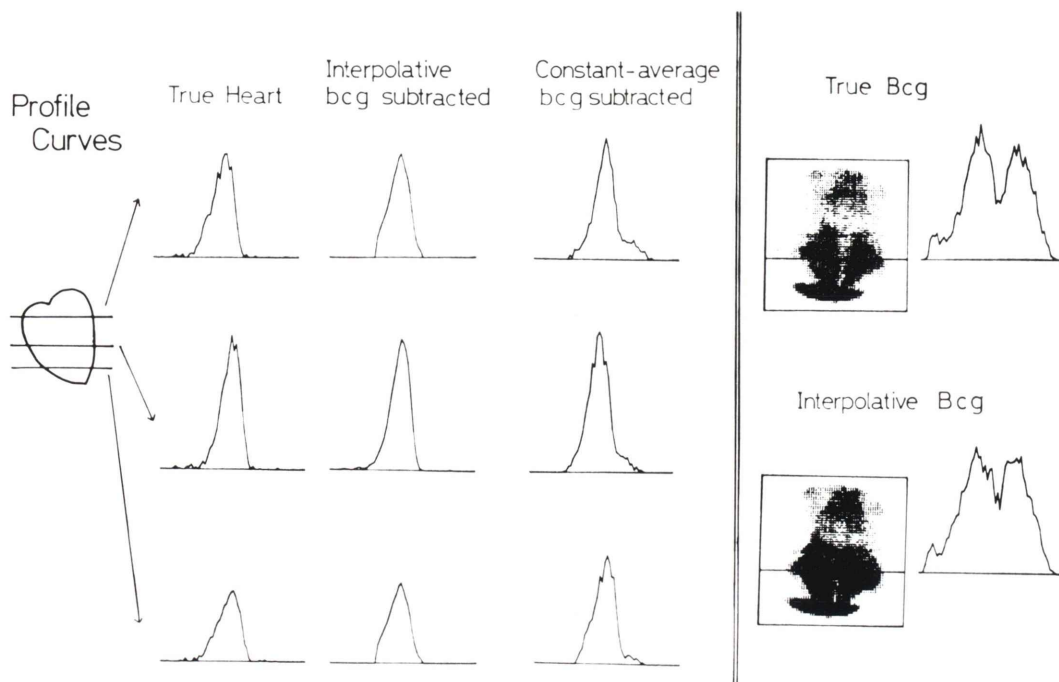 Profile
Curves
True Heart
Interpolative
bcg subtracted
Constant-average
bcg subtracted
True Bcg
Interpolative Bcg